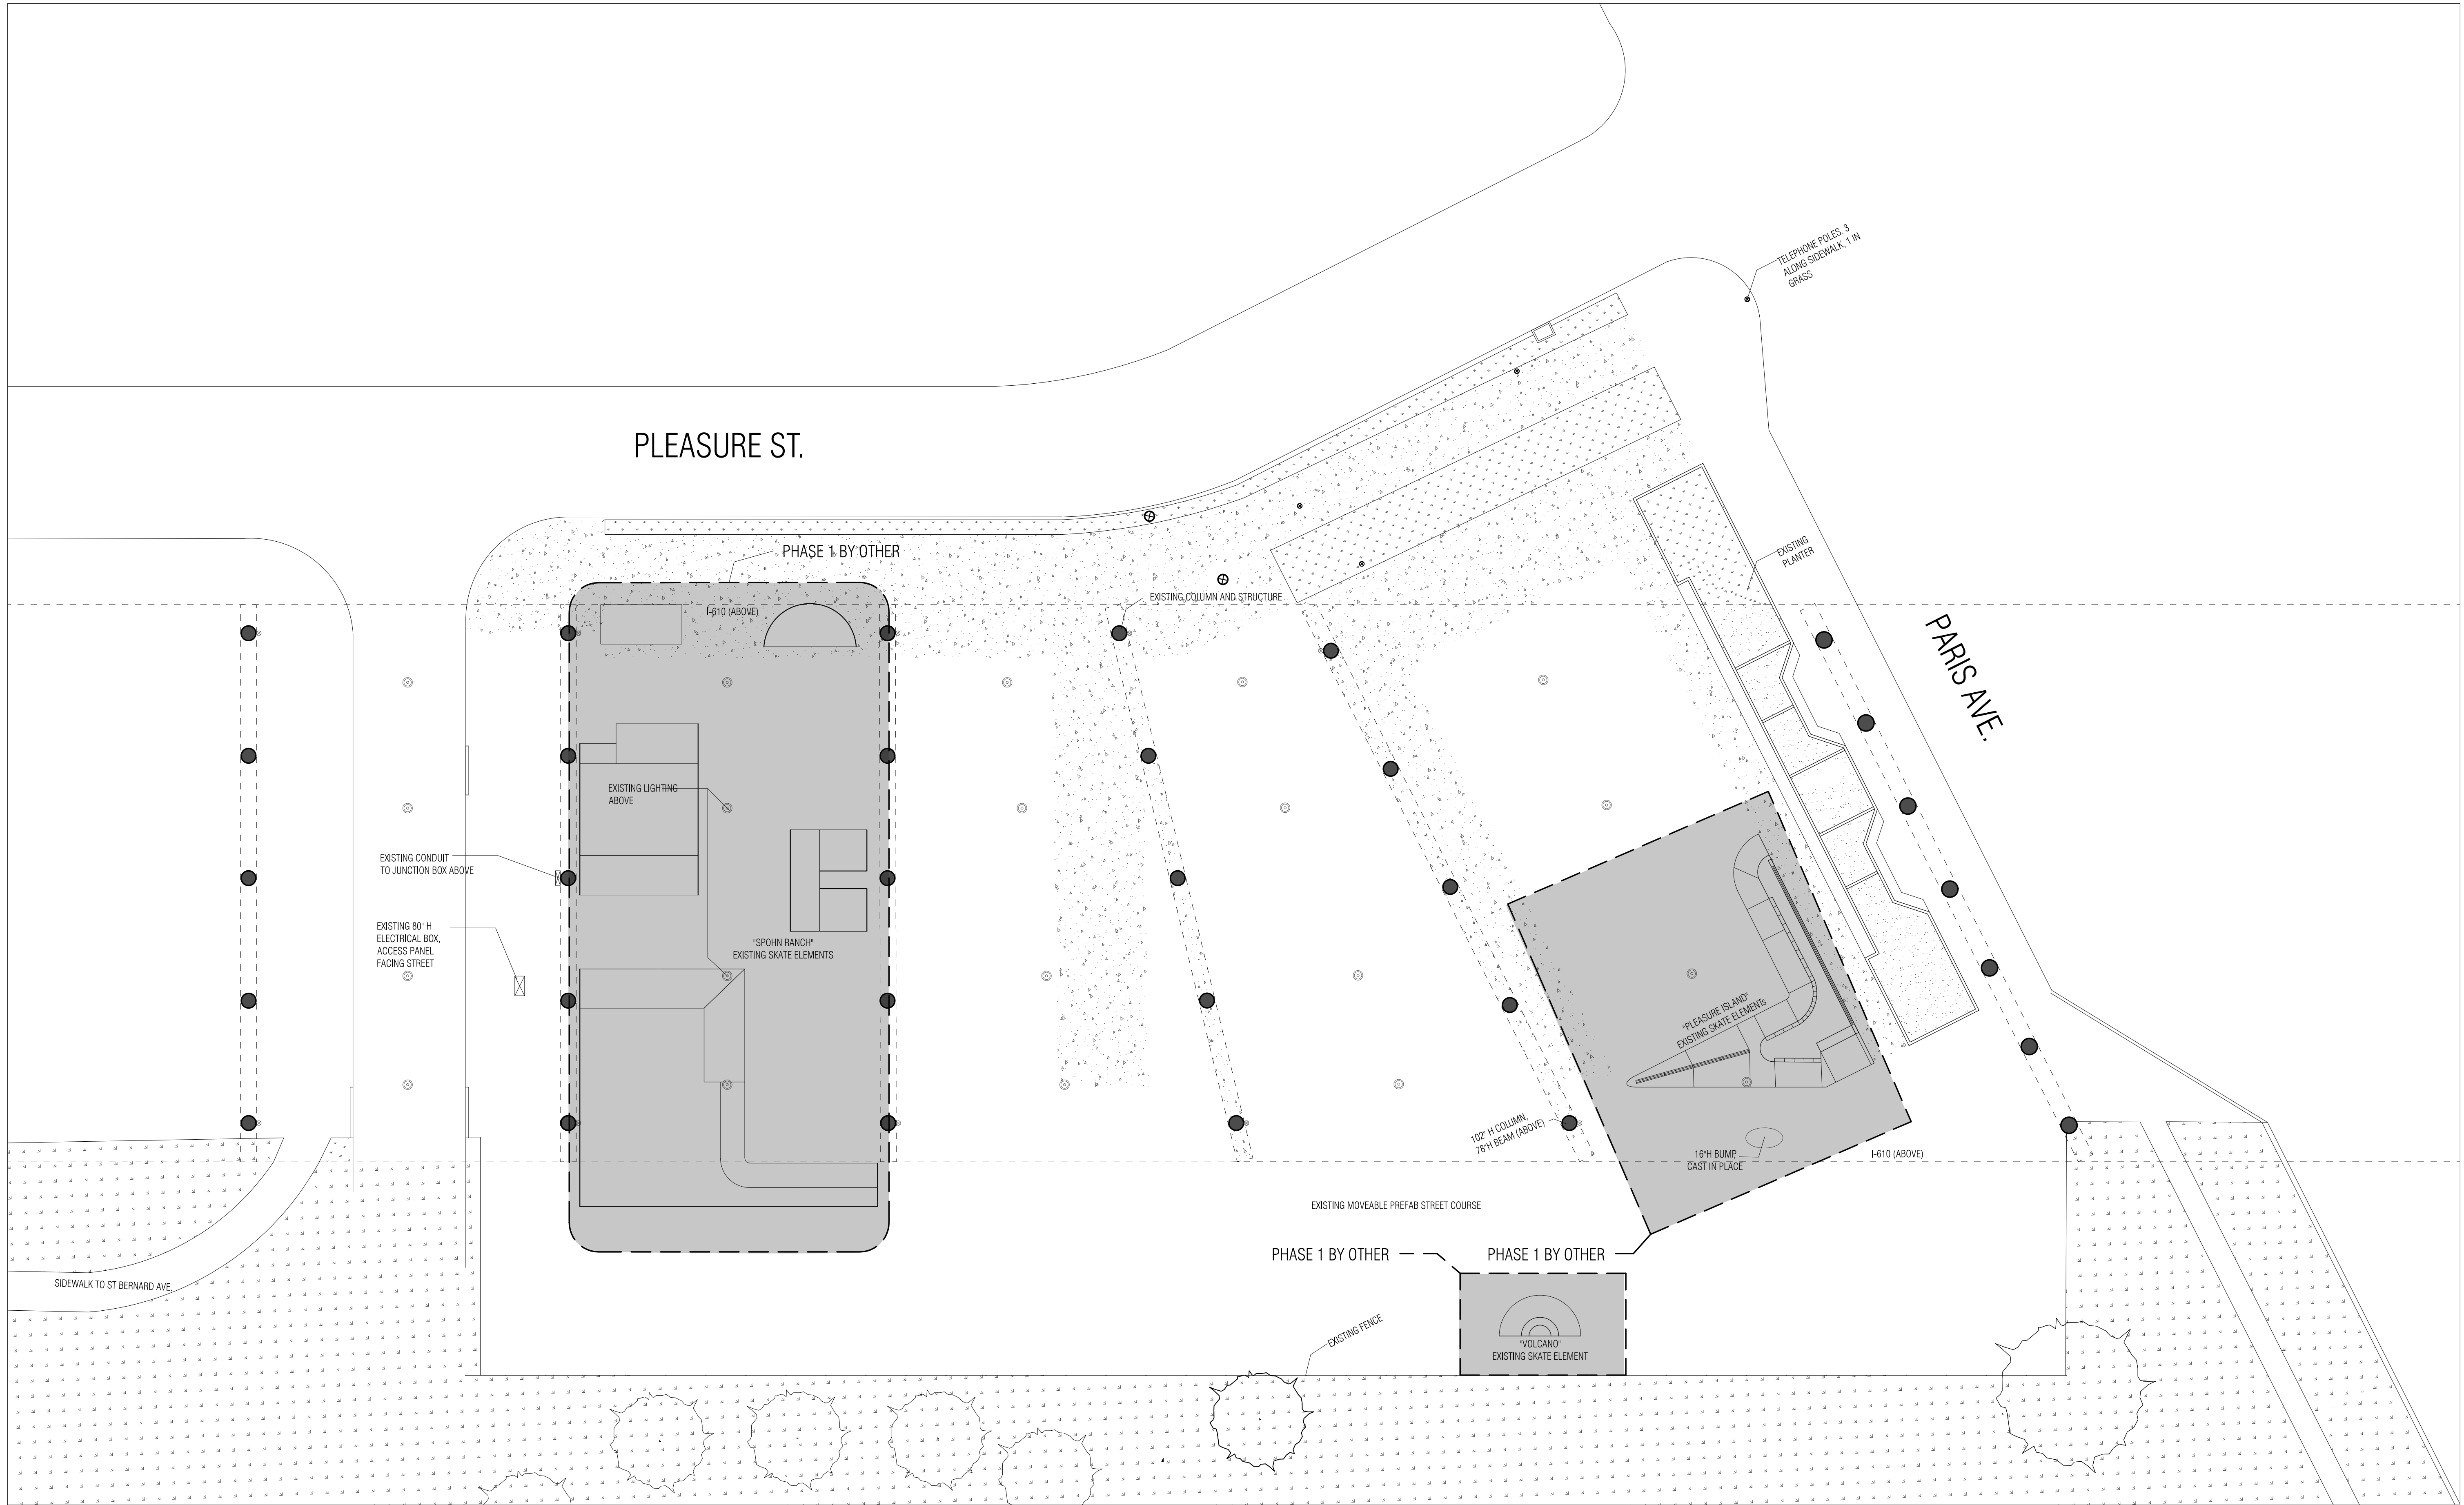 TELEPHONE POLES. 3
ALONG SIDEWALK, 1 IN
GRASS
PLEASURE ST.
PHASE 1 BY OTHER
EXISTING
PLANTER
I-610 (ABOVE)
EXISTING COLUMN AND STRUCTURE
PARIS AVE.
EXISTING LIGHTING
ABOVE
EXISTING CONDUIT
TO JUNCTION BOX ABOVE
EXISTING 80" H
ELECTRICAL BOX,
ACCESS PANEL
FACING STREET
"SPOHN RANCH"
EXISTING SKATE ELEMENTS
"PLEASURE ISLAND"
EXISTING SKATE ELEMENTs
102" H COLUMN,
78"H BEAM (ABOVE)
16"H BUMP,
CAST IN PLACE
I-610 (ABOVE)
EXISTING MOVEABLE PREFAB STREET COURSE
PHASE 1 BY OTHER
PHASE 1 BY OTHER
SIDEWALK TO ST BERNARD AVE.
EXISTING FENCE
"VOLCANO"
EXISTING SKATE ELEMENT